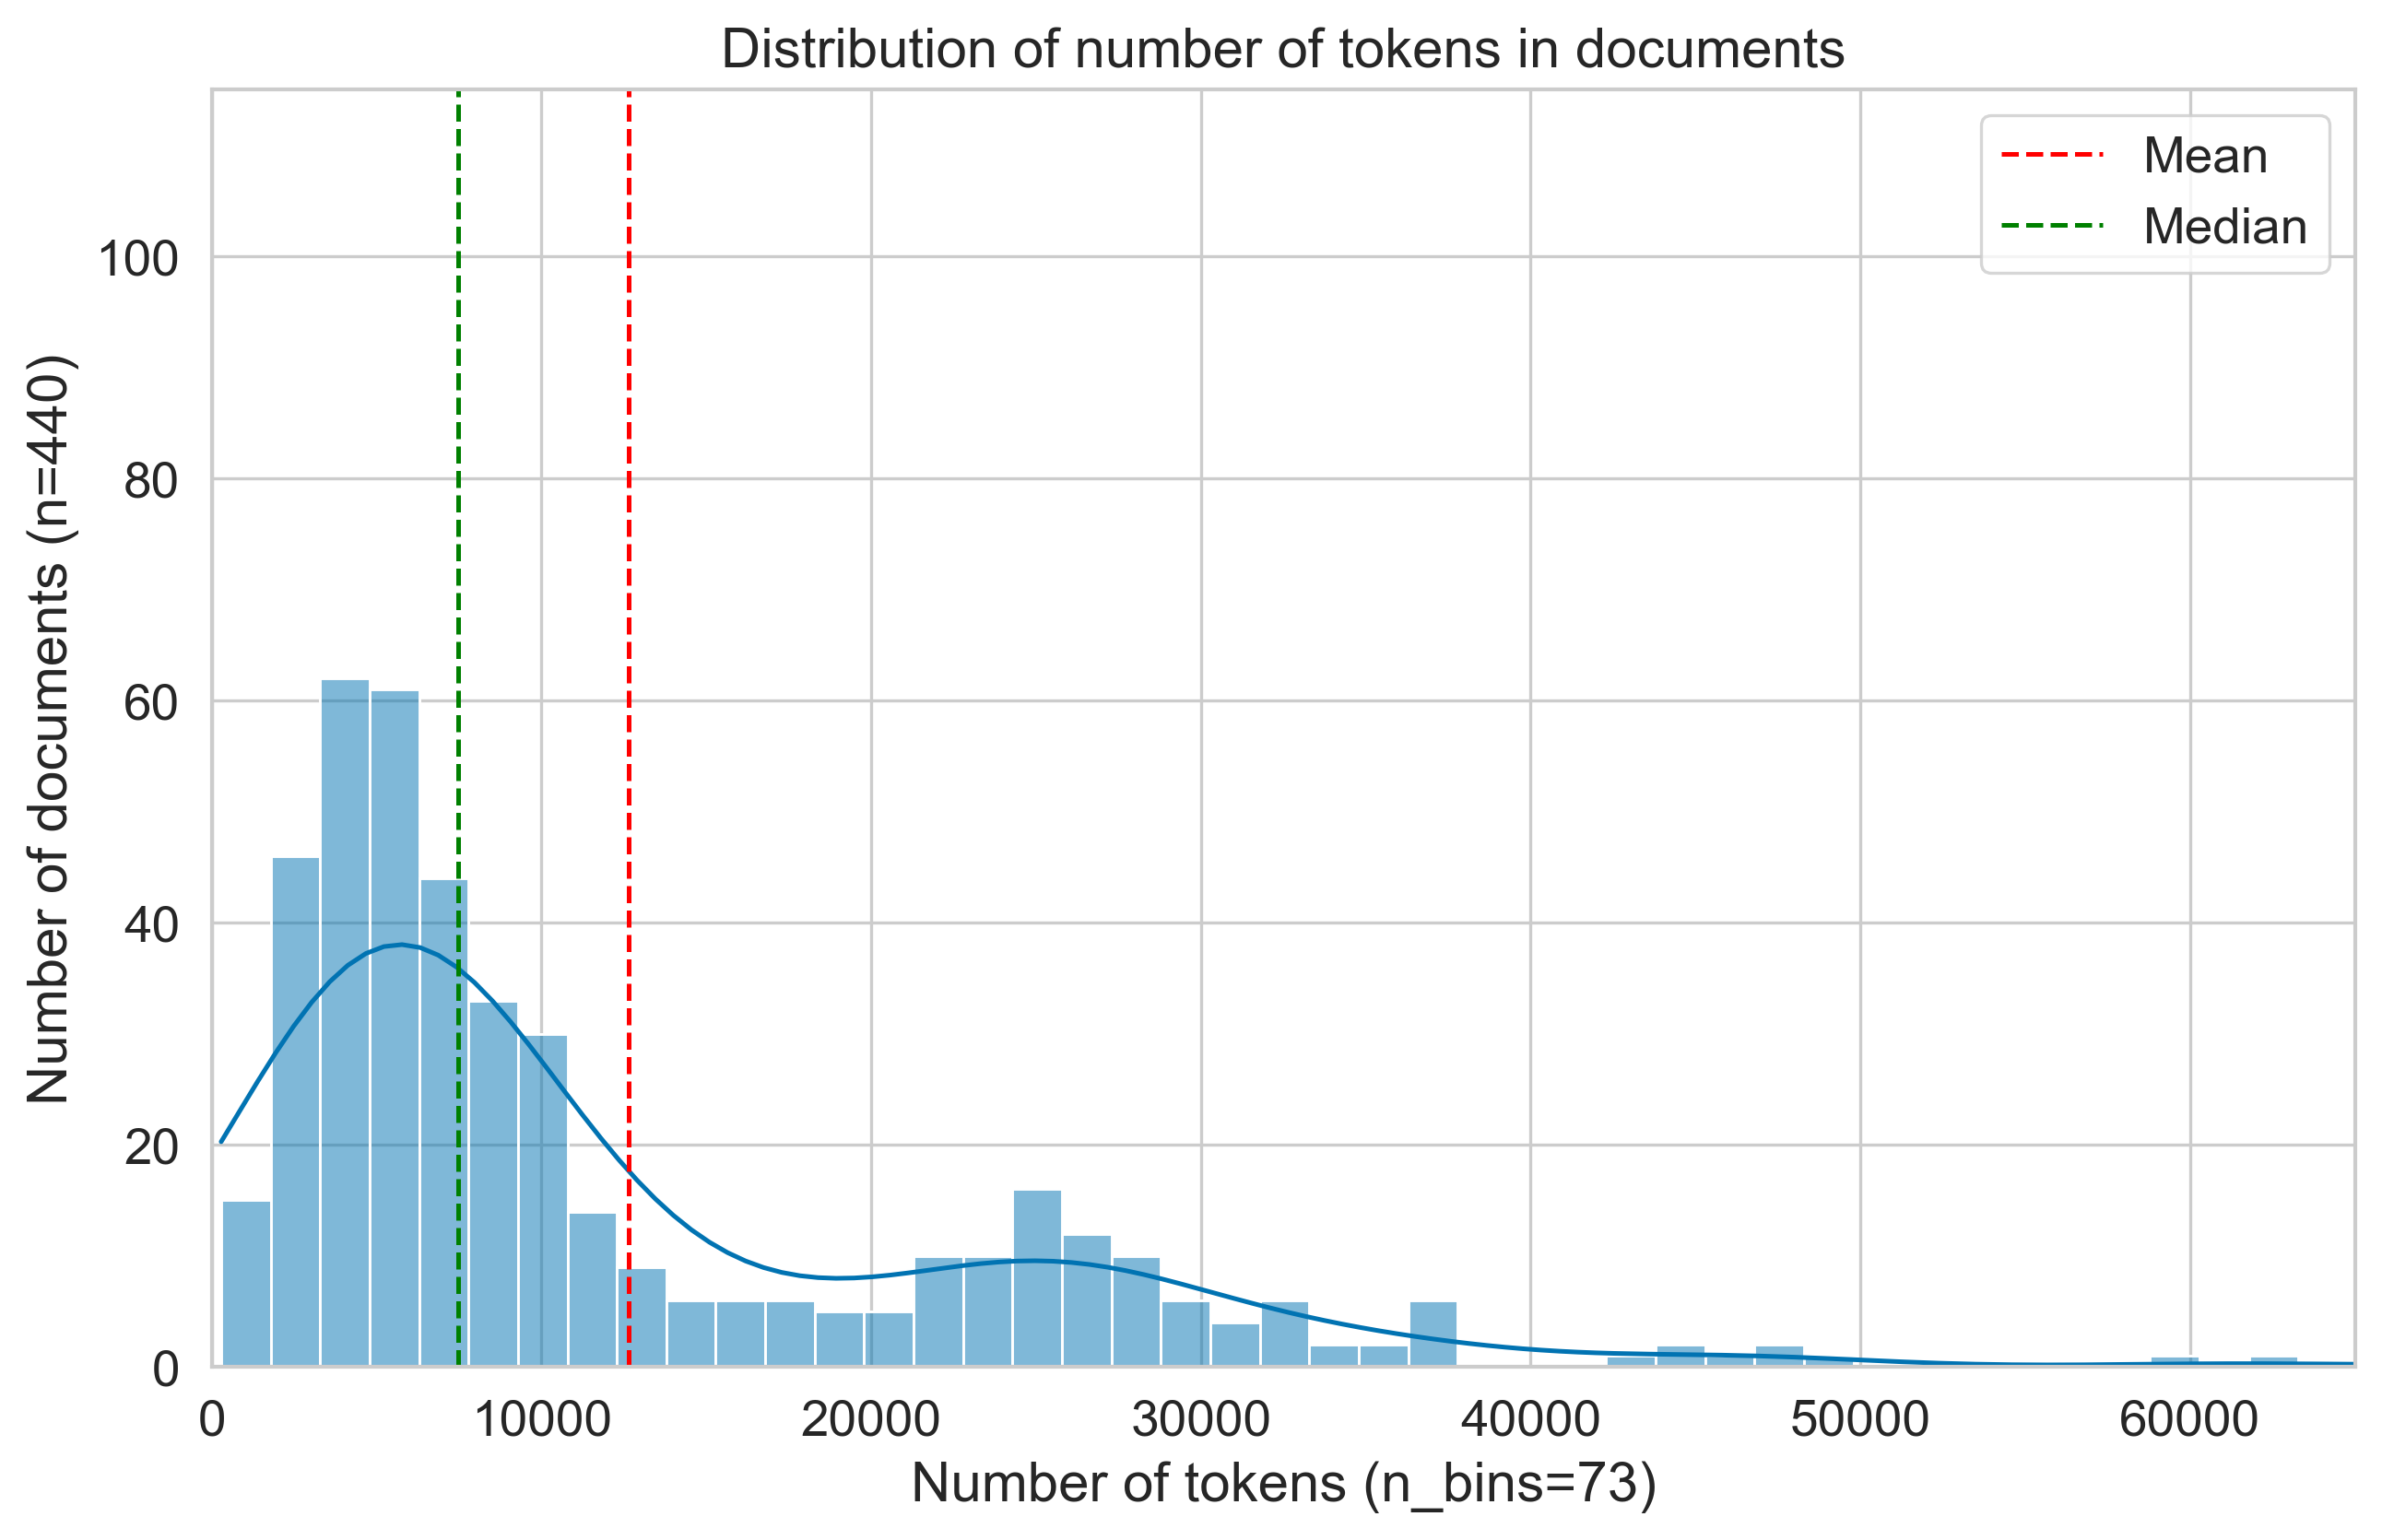 Distribution of number of tokens in documents
Mean
Median
Number of documents (n=440)
100
80
60
40
20
0
0 10000 20000 30000 40000 50000 60000
Number of tokens (n_bins=73)